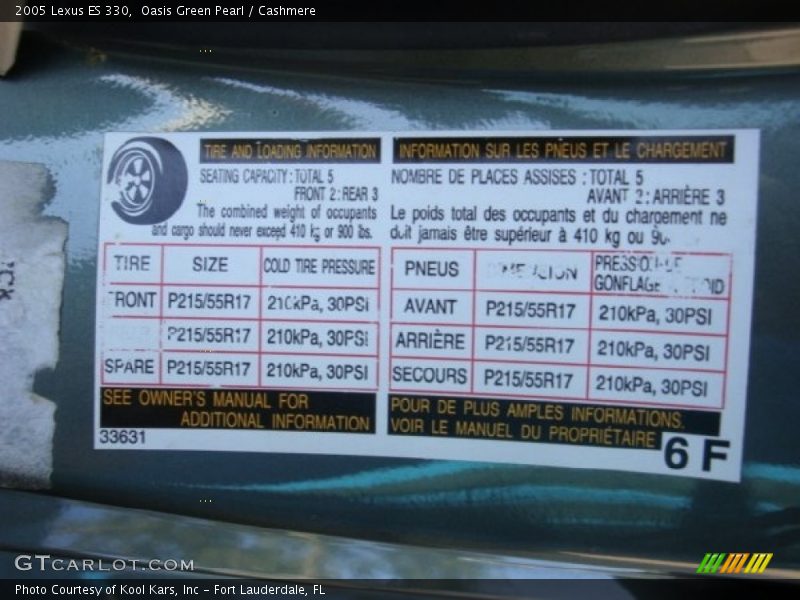 2005 Lexus ES 330, Oasis Green Pearl / Cashmere
TIRE AND LOADING INFORMATION
SEATING CAPACITY : TOTAL 5
FRONT 2 : REAR 3
The combined weight of occupants
and cargo should never exceed 410 kg or 900 lbs.
TIRE SIZE COLD TIRE PRESSURE
FRONT P215/55R17 210kPa, 30PSI
P215/55R17 210kPa, 30PSI
SPARE P215/55R17 210kPa, 30PSI
SEE OWNER'S MANUAL FOR
ADDITIONAL INFORMATION
33631
INFORMATION SUR LES PNEUS ET LE CHARGEMENT
NOMBRE DE PLACES ASSISES : TOTAL 5
AVANT 2 : ARRIÈRE 3
Le poids total des occupants et du chargement ne
doit jamais être supérieur à 410 kg ou
PNEUS
GONFLAGE
AVANT P215/55R17 210kPa, 30PSI
ARRIÈRE P215/55R17 210kPa, 30PSI
SECOURS P215/55R17 210kPa, 30PSI
POUR DE PLUS AMPLES INFORMATIONS.
VOIR LE MANUEL DU PROPRIÉTAIRE
6 F
GTCARLOT.COM
Photo Courtesy of Kool Kars, Inc - Fort Lauderdale, FL